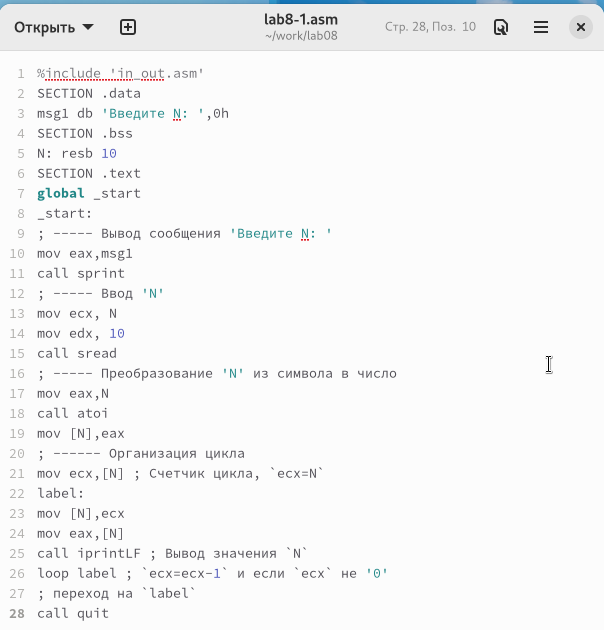 Открыть
lab8-1.asm
~/work/lab08
Стр. 28, Поз. 10
1 %include 'in_out.asm'
2 SECTION .data
3 msg1 db 'Введите N: ',0h
4 SECTION .bss
5 N: resb 10
6 SECTION .text
7 global _start
8 _start:
9 ; ----- Вывод сообщения 'Введите N: '
10 mov eax,msg1
11 call sprint
12 ; ----- Ввод 'N'
13 mov ecx, N
14 mov edx, 10
15 call sread
16 ; ----- Преобразование 'N' из символа в число
17 mov eax,N
18 call atoi
19 mov [N],eax
20 ; ------ Организация цикла
21 mov ecx,[N] ; Счетчик цикла, `ecx=N`
22 label:
23 mov [N],ecx
24 mov eax,[N]
25 call iprintLF ; Вывод значения `N`
26 loop label ; `ecx=ecx-1` и если `ecx` не '0'
27 ; переход на `label`
28 call quit